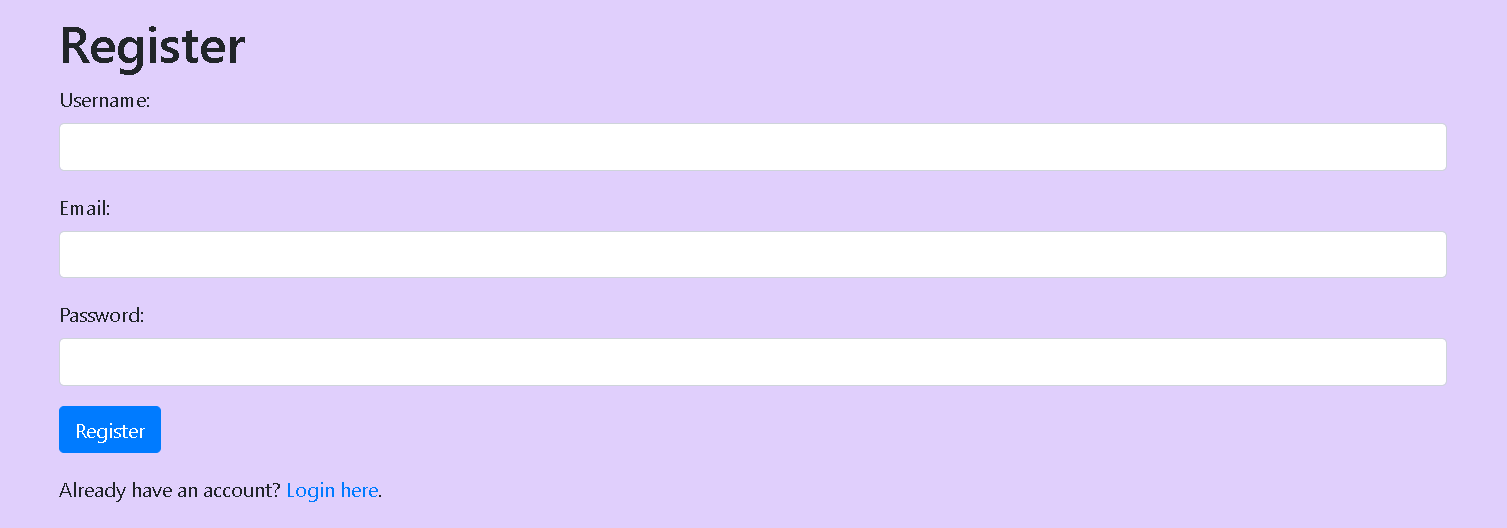 Register
Username:
Email:
Password:
Register
Already have an account? Login here.